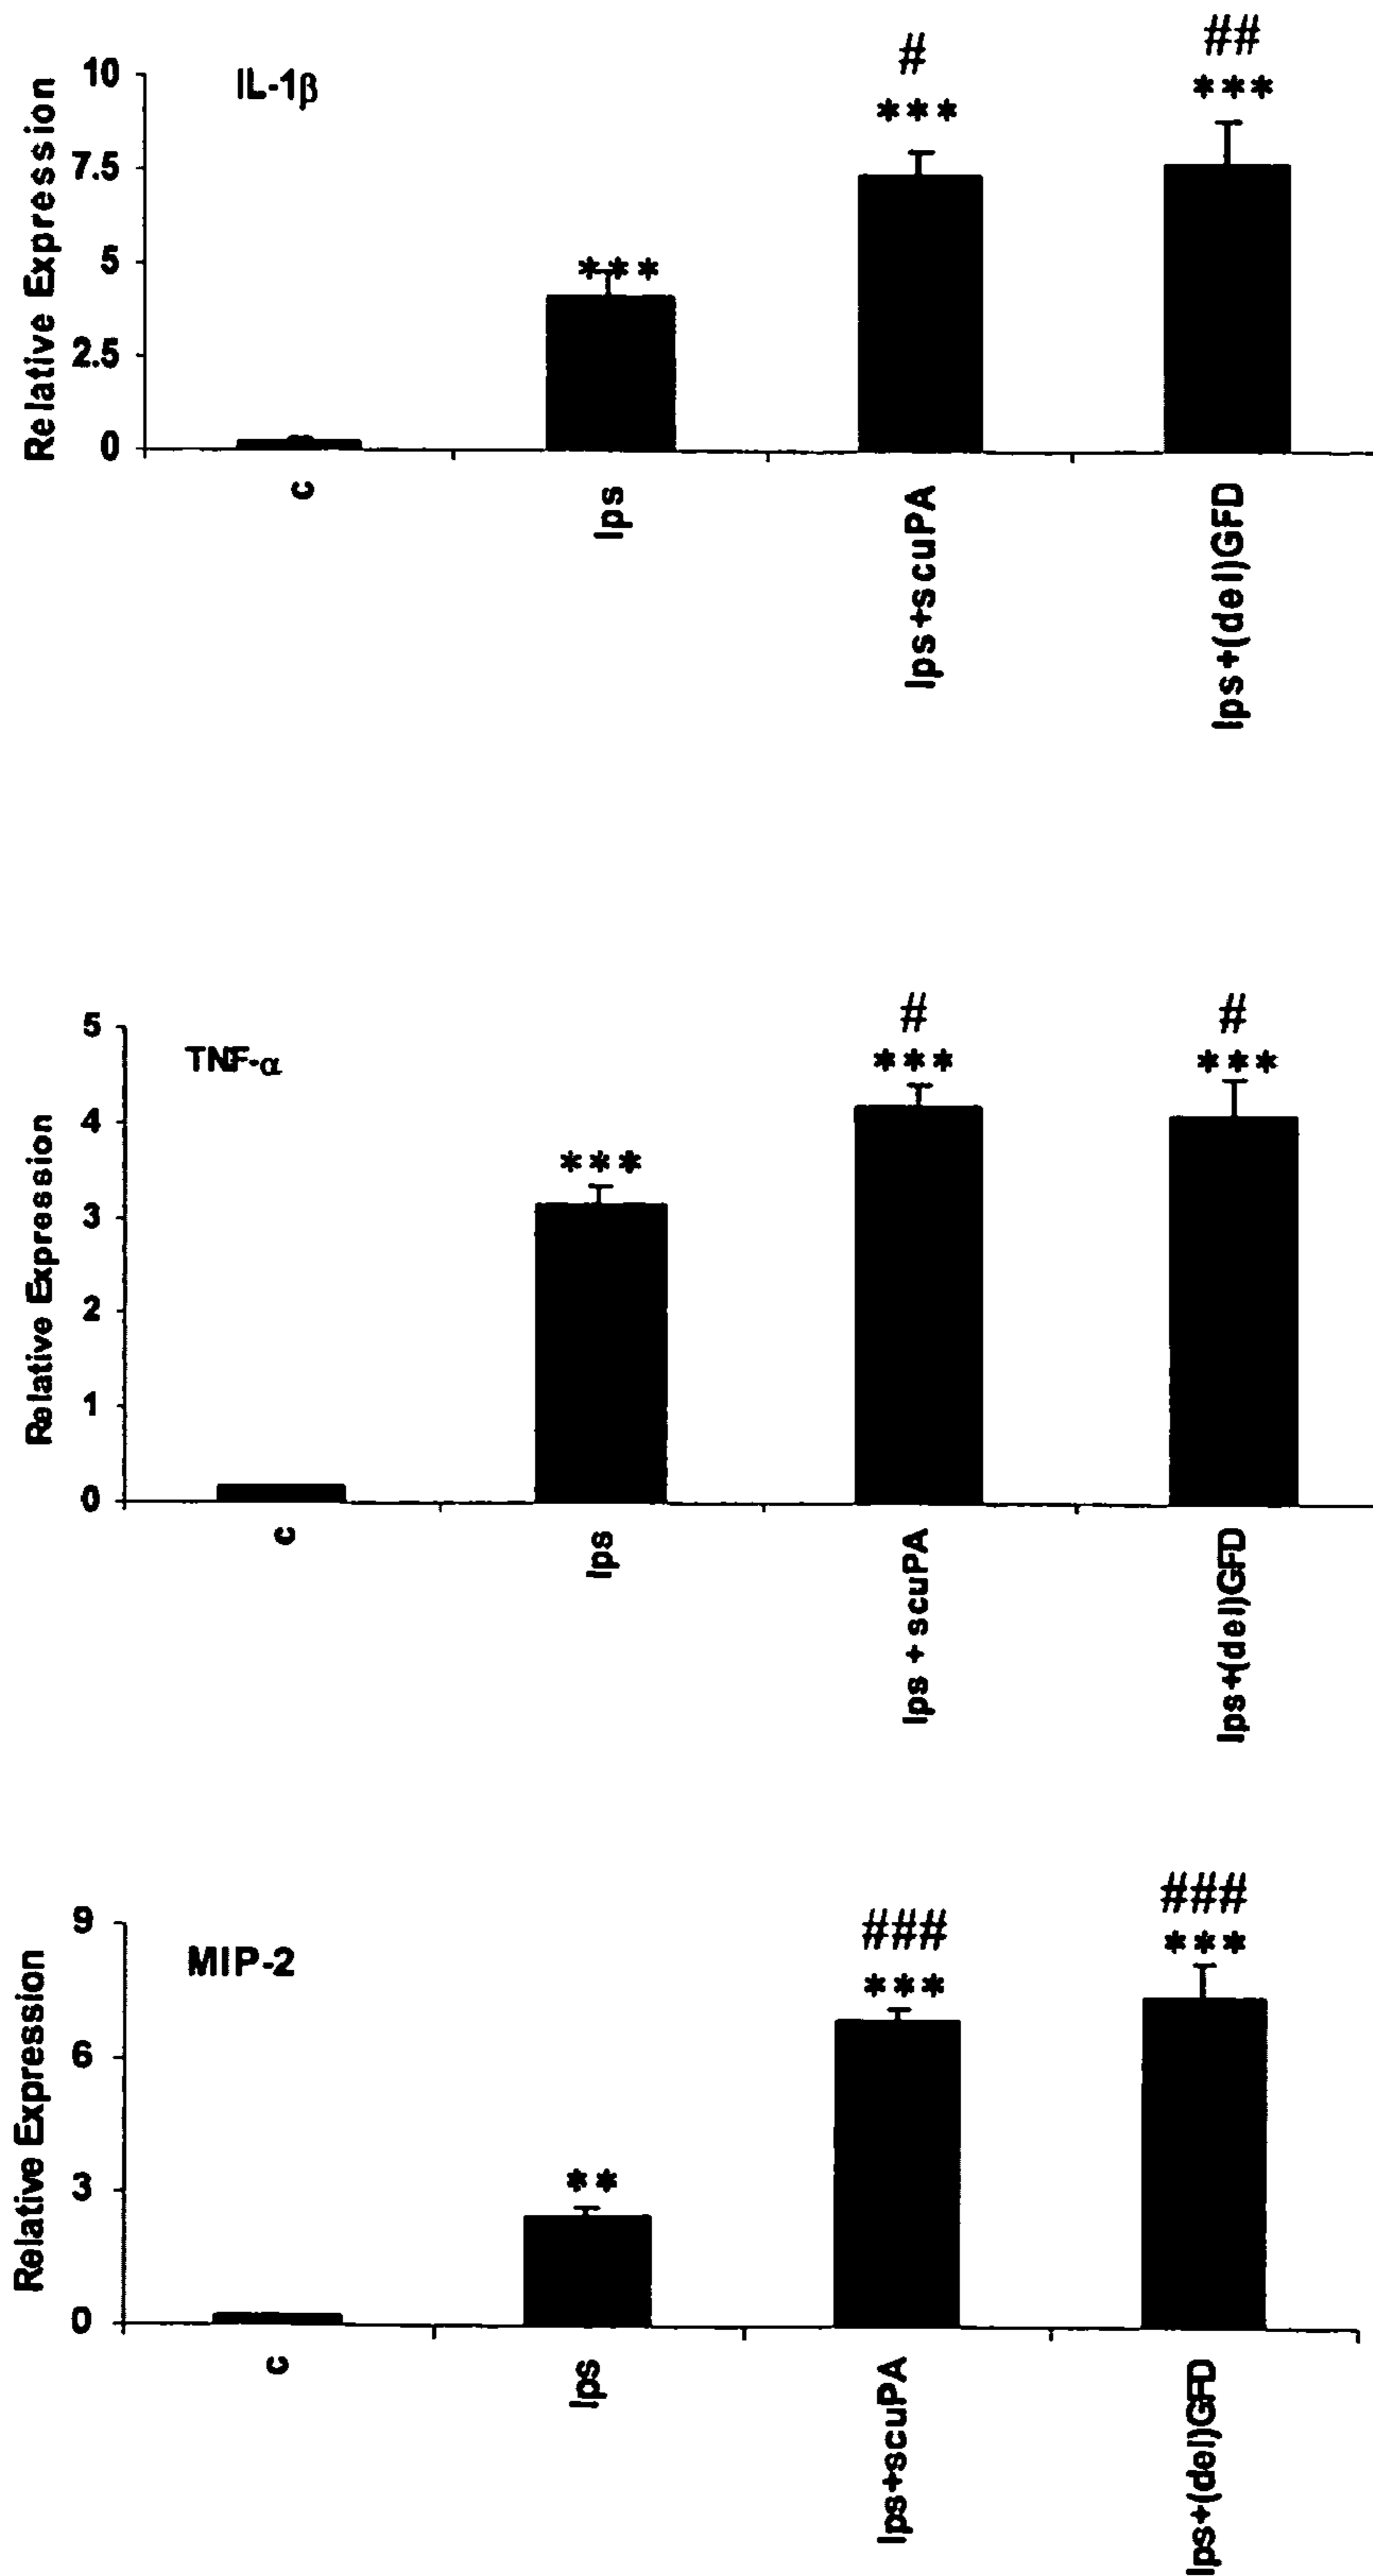 IL-1β
Relative Expression
10
7.5
5
2.5
0
#
***
##
***
***
c
lps
lps+scuPA
lps+(del)GFD
TNF-α
Relative Expression
5
4
3
2
1
0
#
***
#
***
***
c
lps
lps + scuPA
lps+(del)GFD
MIP-2
Relative Expression
9
6
3
0
###
***
###
***
**
c
lps
lps+scuPA
lps+(del)GFD